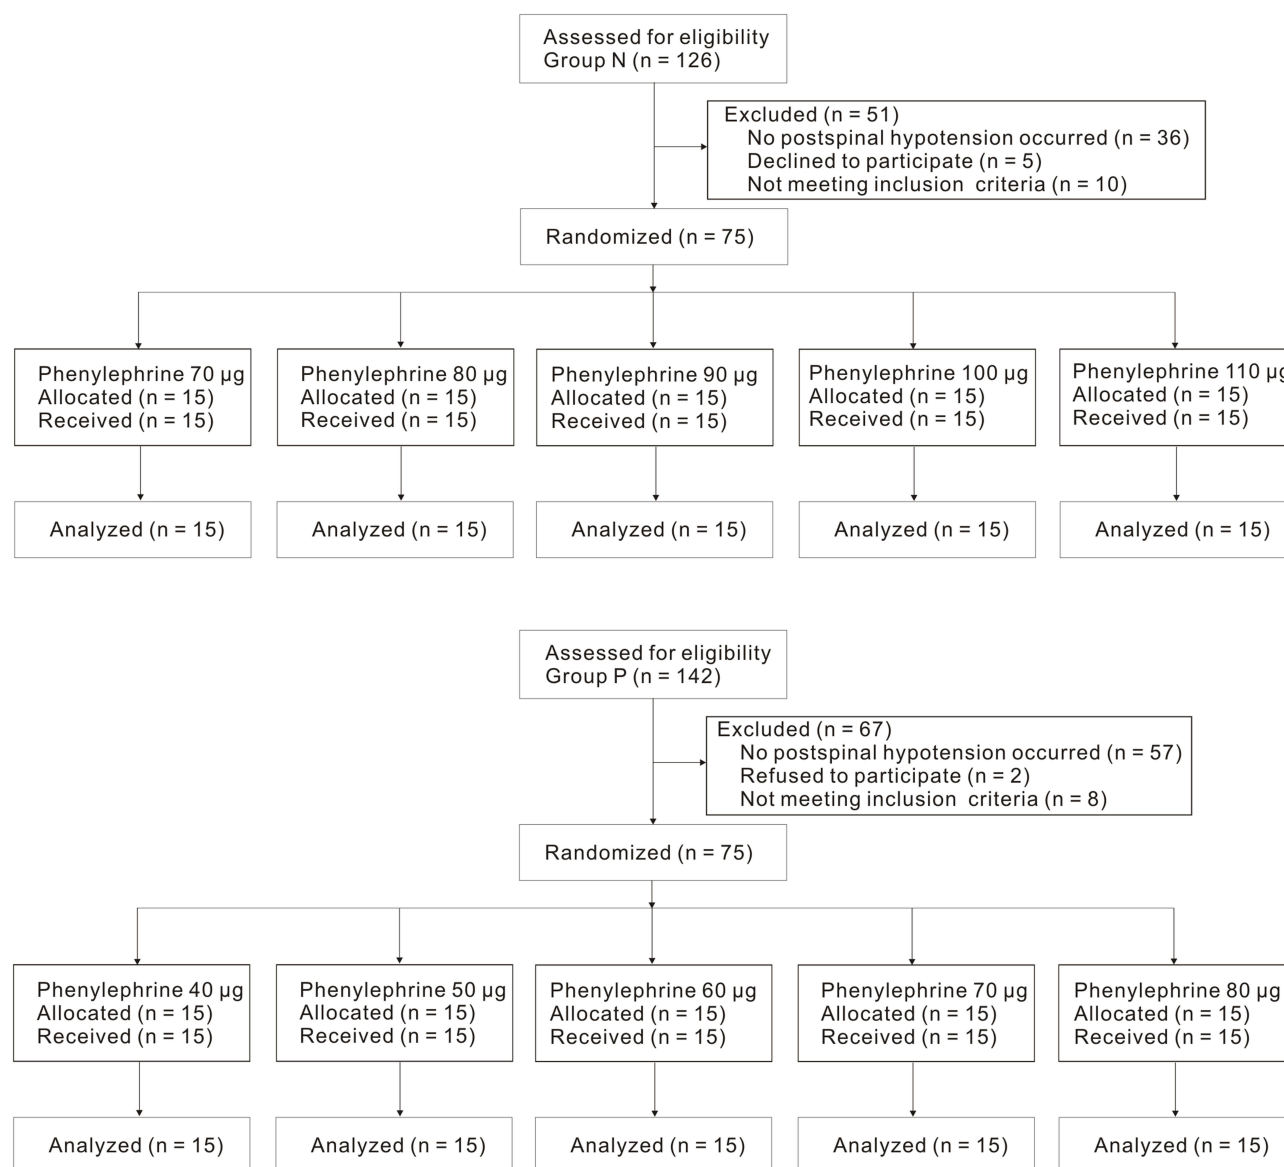 Assessed for eligibility
Group N (n = 126)
Excluded (n = 51)
No postspinal hypotension occurred (n = 36)
Declined to participate (n = 5)
Not meeting inclusion criteria (n = 10)
Randomized (n = 75)
Phenylephrine 70 µg
Allocated (n = 15)
Received (n = 15)
Phenylephrine 80 µg
Allocated (n = 15)
Received (n = 15)
Phenylephrine 90 µg
Allocated (n = 15)
Received (n = 15)
Phenylephrine 100 µg
Allocated (n = 15)
Received (n = 15)
Phenylephrine 110 µg
Allocated (n = 15)
Received (n = 15)
Analyzed (n = 15)
Analyzed (n = 15)
Analyzed (n = 15)
Analyzed (n = 15)
Analyzed (n = 15)
Assessed for eligibility
Group P (n = 142)
Excluded (n = 67)
No postspinal hypotension occurred (n = 57)
Refused to participate (n = 2)
Not meeting inclusion criteria (n = 8)
Randomized (n = 75)
Phenylephrine 40 µg
Allocated (n = 15)
Received (n = 15)
Phenylephrine 50 µg
Allocated (n = 15)
Received (n = 15)
Phenylephrine 60 µg
Allocated (n = 15)
Received (n = 15)
Phenylephrine 70 µg
Allocated (n = 15)
Received (n = 15)
Phenylephrine 80 µg
Allocated (n = 15)
Received (n = 15)
Analyzed (n = 15)
Analyzed (n = 15)
Analyzed (n = 15)
Analyzed (n = 15)
Analyzed (n = 15)